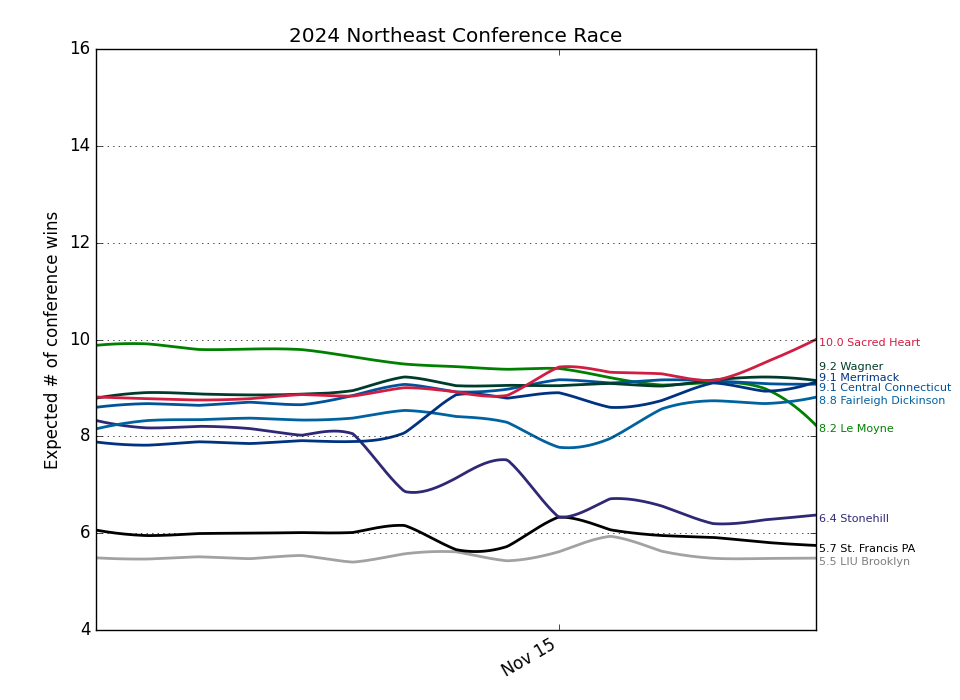 2024 Northeast Conference Race
Expected # of conference wins
16
14
12
10
8
6
4
Nov 15
10.0 Sacred Heart
9.2 Wagner
9.1 Merrimack
9.1 Central Connecticut
8.8 Fairleigh Dickinson
8.2 Le Moyne
6.4 Stonehill
5.7 St. Francis PA
5.5 LIU Brooklyn